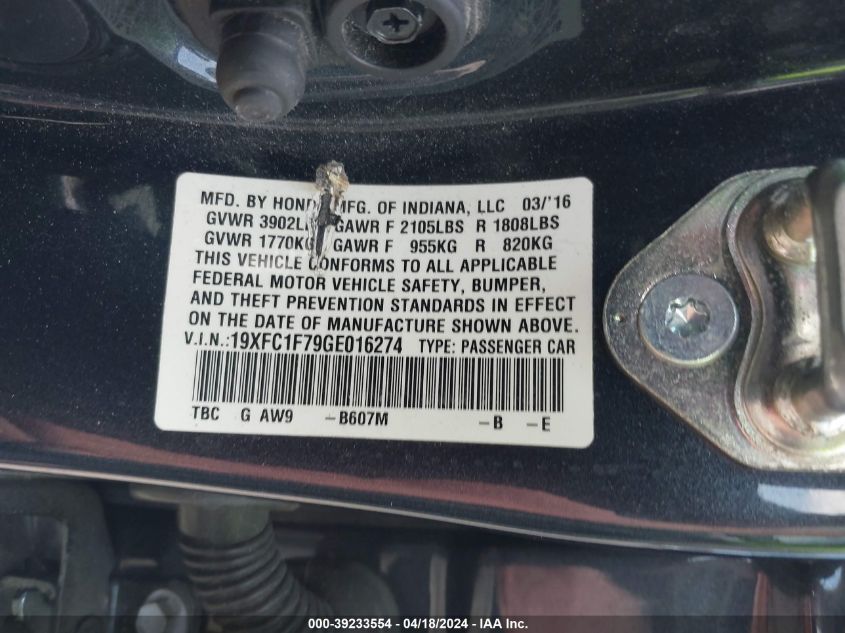 MFD. BY HOND MFG. OF INDIANA, LLC 03/'16
GVWR 3902L GAWR F 2105LBS R 1808LBS
GVWR 1770KG GAWR F 955KG R 820KG
THIS VEHICLE CONFORMS TO ALL APPLICABLE
FEDERAL MOTOR VEHICLE SAFETY, BUMPER,
AND THEFT PREVENTION STANDARDS IN EFFECT
ON THE DATE OF MANUFACTURE SHOWN ABOVE.
V.I.N.:19XFC1F79GE016274 TYPE: PASSENGER CAR
TBC G AW9 -B607M -B -E
000-39233554 - 04/18/2024 - IAA Inc.